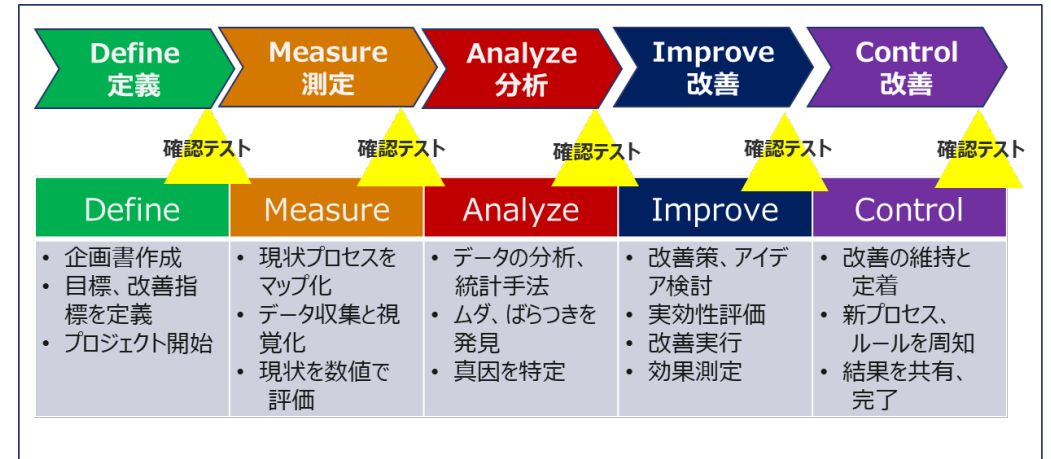 Define
定義
Measure
測定
Analyze
分析
Improve
改善
Control
改善
確認テスト
確認テスト
確認テスト
確認テスト
確認テスト
Define
Measure
Analyze
Improve
Control
• 企画書作成
• 目標、改善指
標を定義
• プロジェクト開始
• 現状プロセスを
マップ化
• データ収集と視
覚化
• 現状を数値で
評価
• データの分析、
統計手法
• ムダ、ばらつきを
発見
• 真因を特定
• 改善策、アイデ
ア検討
• 実効性評価
• 改善実行
• 効果測定
• 改善の維持と
定着
• 新プロセス、
ルールを周知
• 結果を共有、
完了